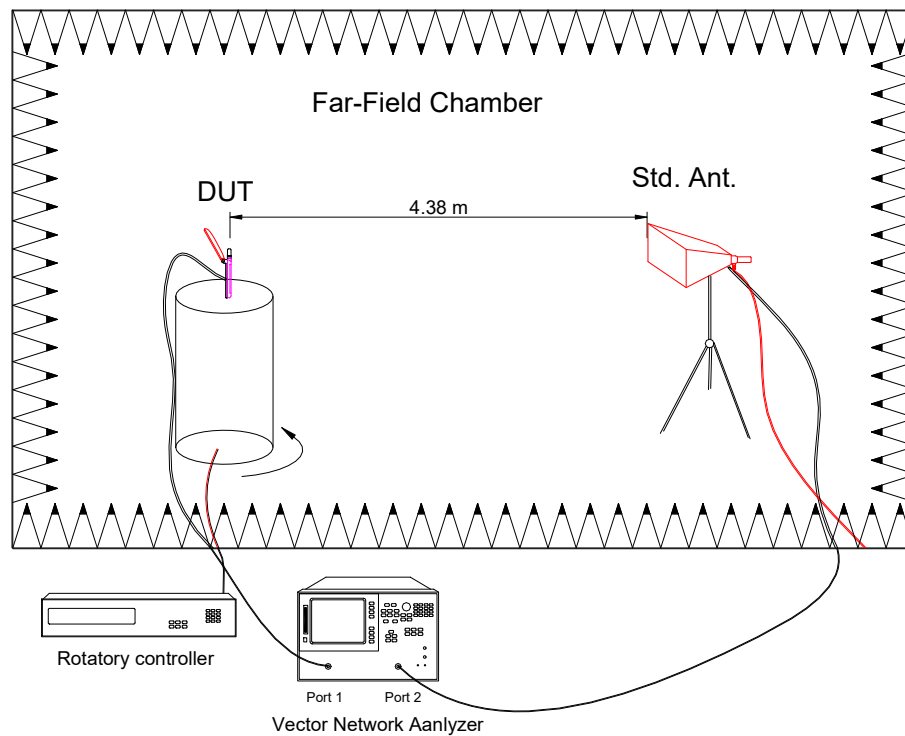 Far-Field Chamber
DUT
Std. Ant.
4.38 m
Rotatory controller
Port 1
Port 2
Vector Network Aanlyzer